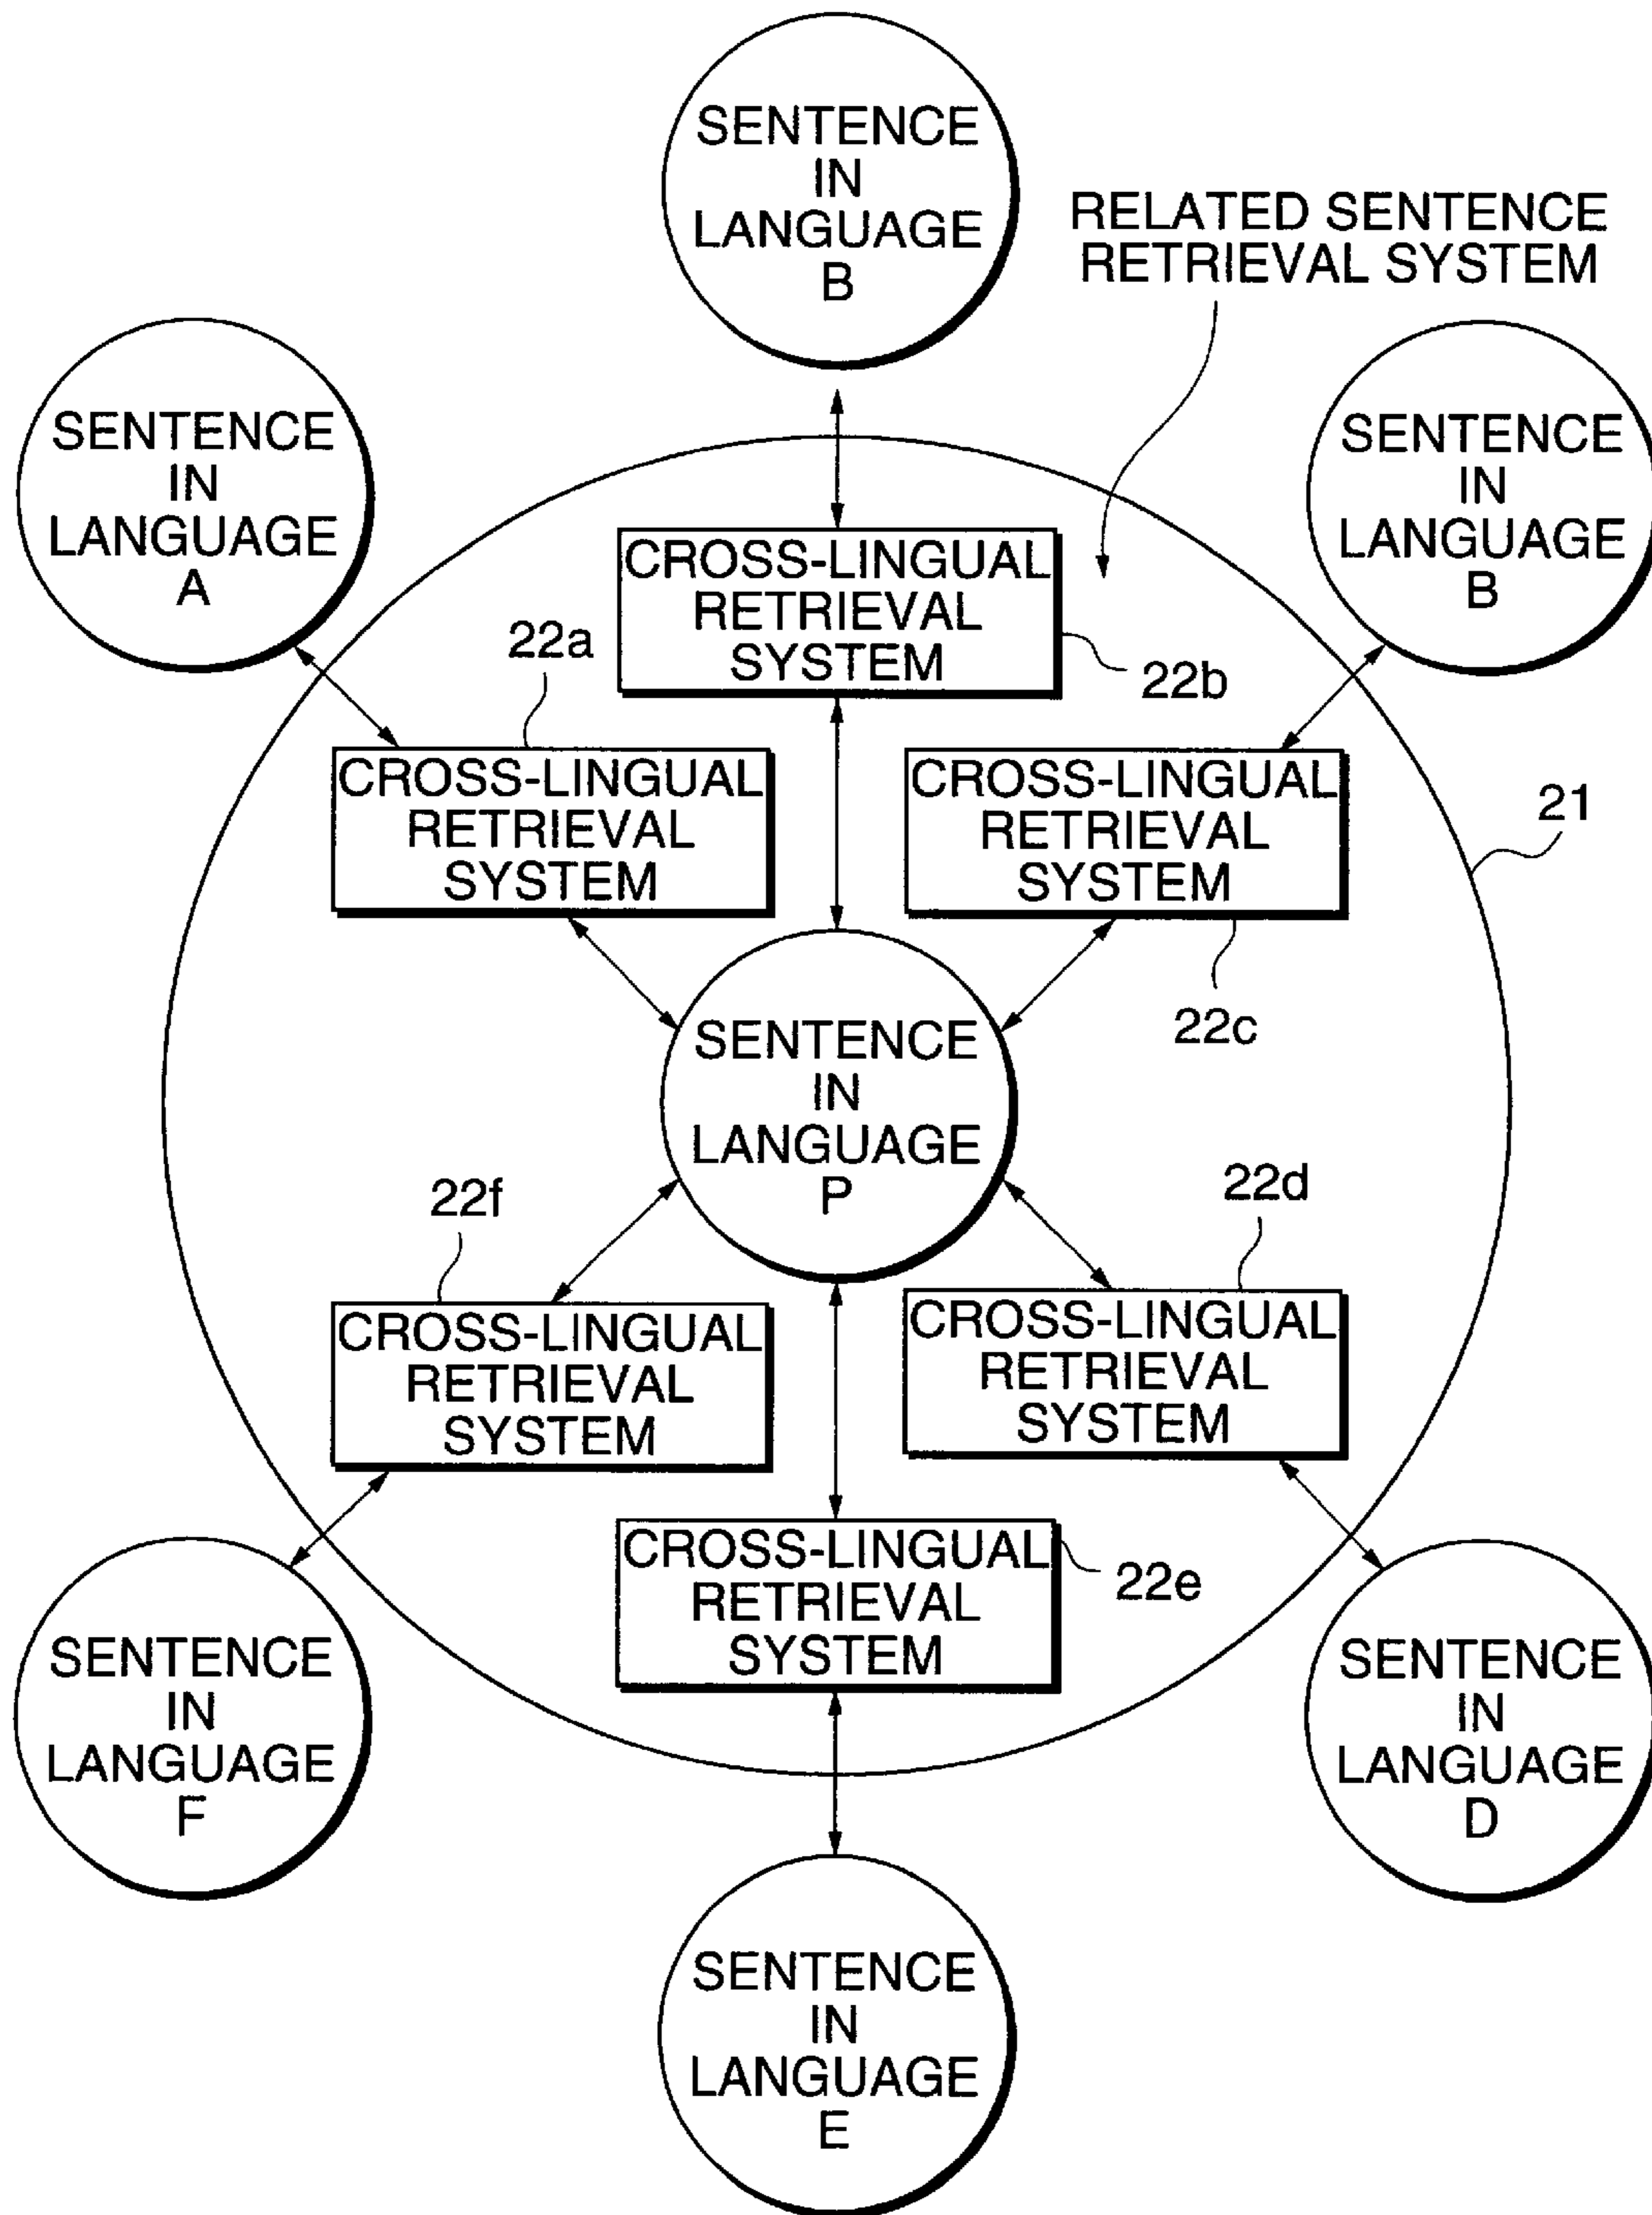 SENTENCE
IN
LANGUAGE
B
RELATED SENTENCE
RETRIEVAL SYSTEM
SENTENCE
IN
LANGUAGE
A
SENTENCE
IN
LANGUAGE
B
CROSS-LINGUAL
RETRIEVAL
SYSTEM
22a
22b
CROSS-LINGUAL
RETRIEVAL
SYSTEM
CROSS-LINGUAL
RETRIEVAL
SYSTEM
21
22c
SENTENCE
IN
LANGUAGE
P
22f
22d
CROSS-LINGUAL
RETRIEVAL
SYSTEM
CROSS-LINGUAL
RETRIEVAL
SYSTEM
CROSS-LINGUAL
RETRIEVAL
SYSTEM
22e
SENTENCE
IN
LANGUAGE
F
SENTENCE
IN
LANGUAGE
D
SENTENCE
IN
LANGUAGE
E